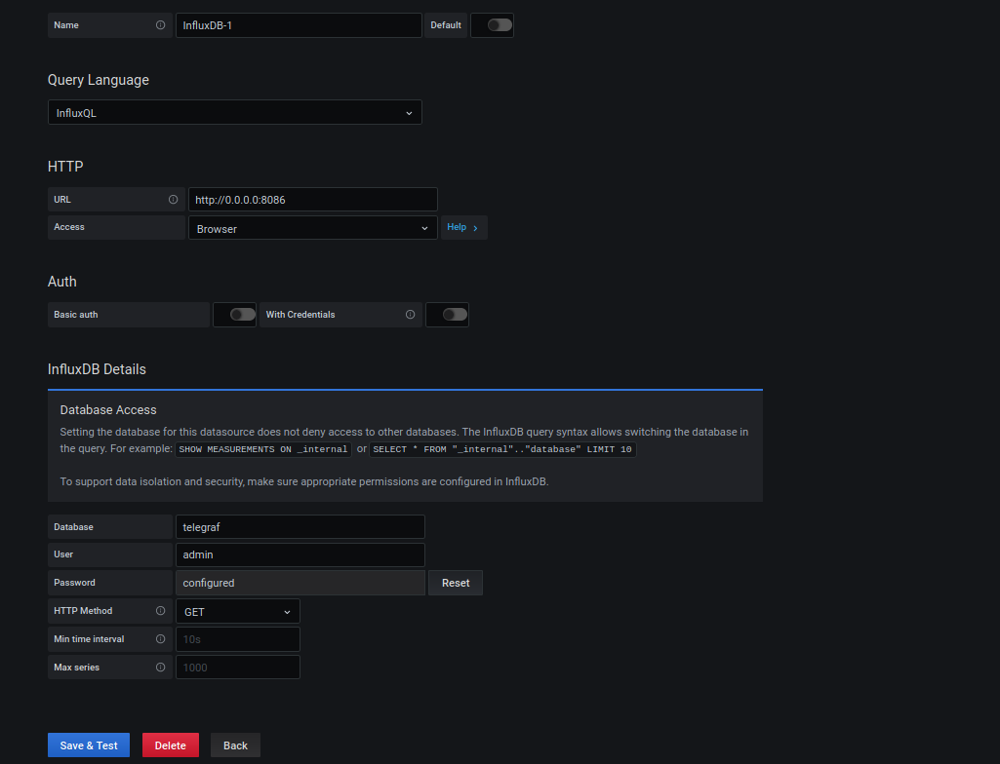 Name InfluxDB-1 Default
Query Language
InfluxQL
HTTP
URL http://0.0.0.0:8086
Access Browser Help
Auth
Basic auth With Credentials
InfluxDB Details
Database Access
Setting the database for this datasource does not deny access to other databases. The InfluxDB query syntax allows switching the database in
the query. For example: SHOW MEASUREMENTS ON _internal or SELECT * FROM "_internal".."database" LIMIT 10
To support data isolation and security, make sure appropriate permissions are configured in InfluxDB.
Database telegraf
User admin
Password configured Reset
HTTP Method GET
Min time interval 10s
Max series 1000
Save & Test Delete Back